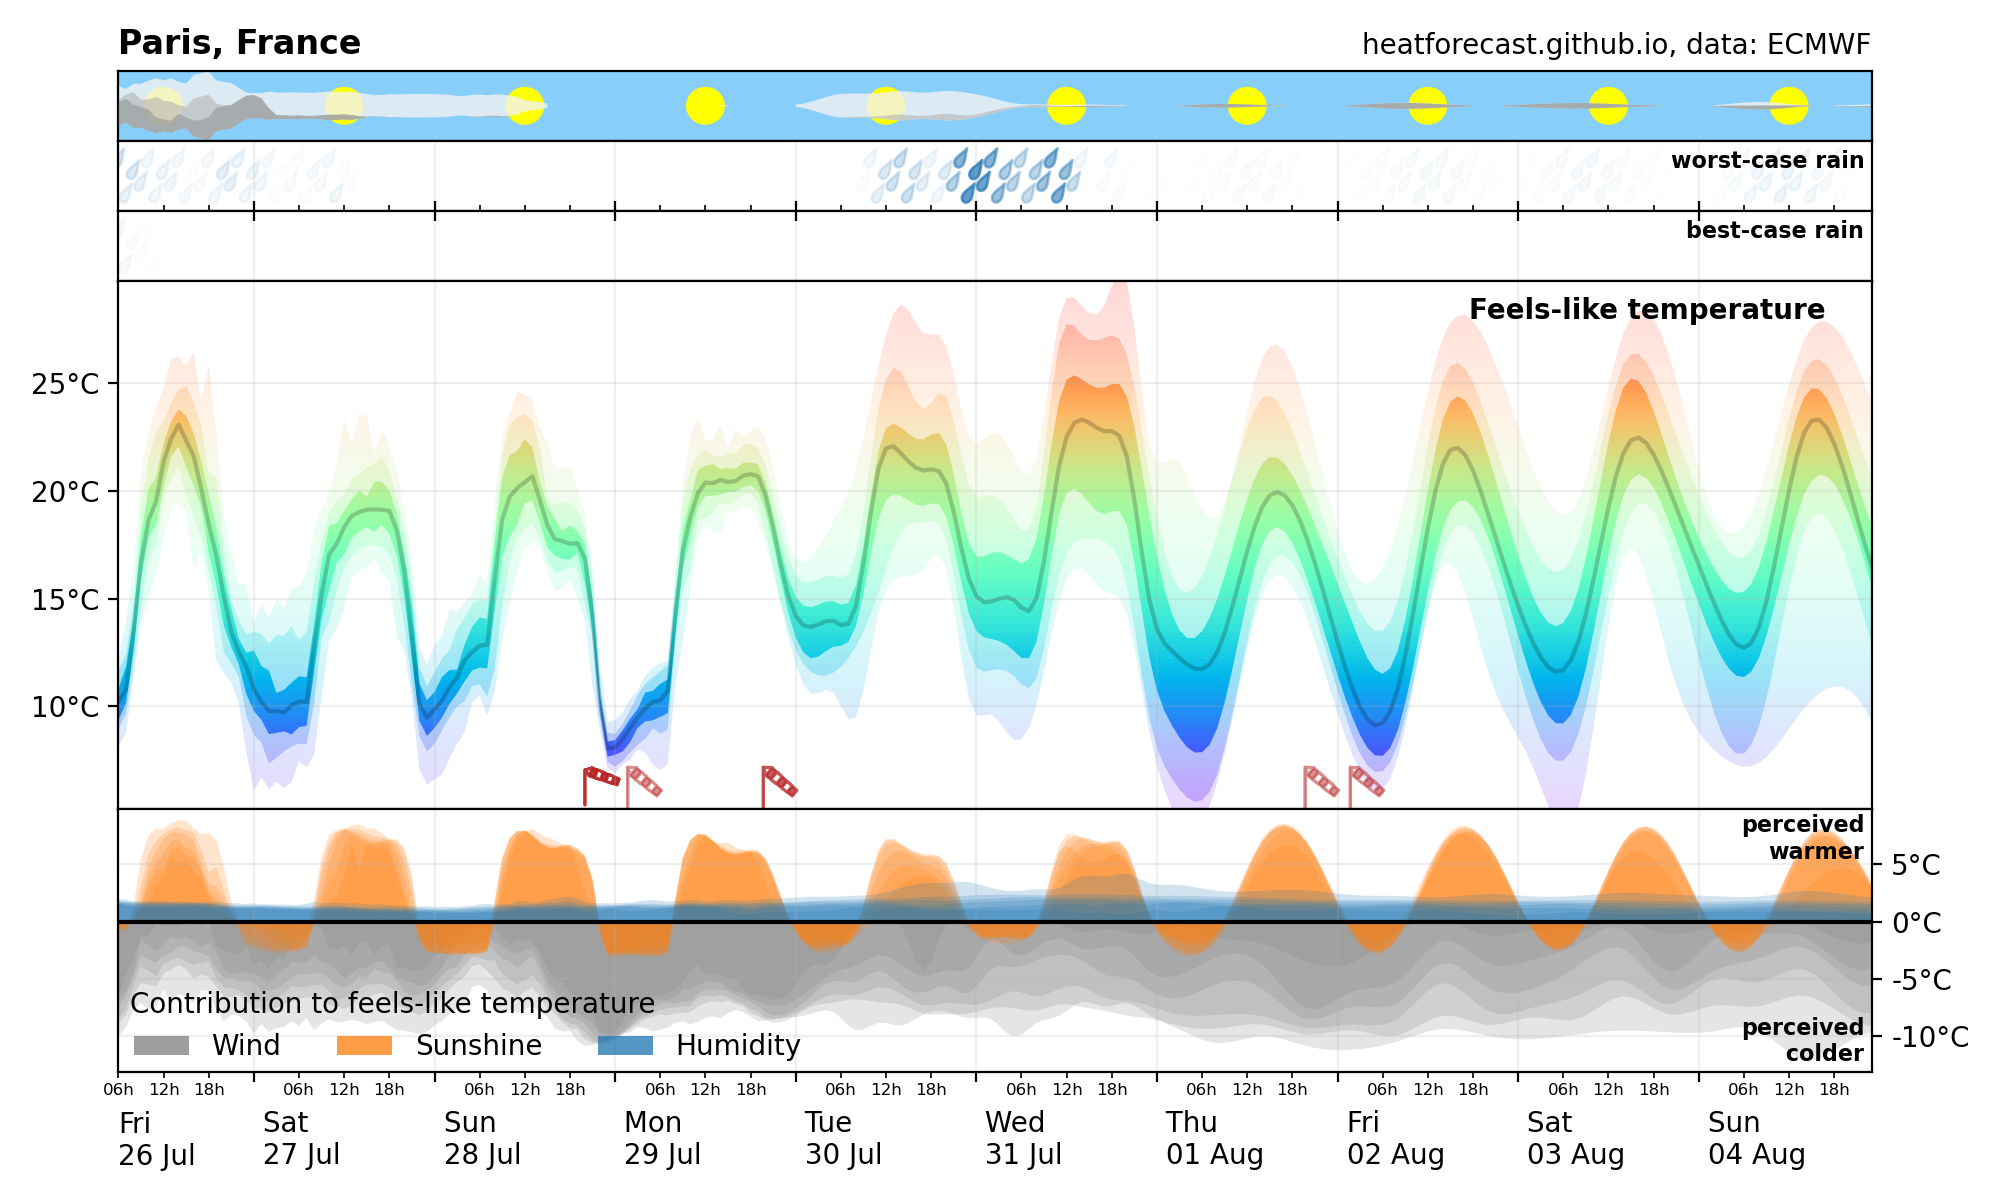 Paris, France
heatforecast.github.io, data: ECMWF
worst-case rain
best-case rain
Feels-like temperature
25°C
20°C
15°C
10°C
perceived
warmer
5°C
0°C
-5°C
-10°C
perceived
colder
Contribution to feels-like temperature
Wind Sunshine Humidity
06h 12h 18h 06h 12h 18h 06h 12h 18h 06h 12h 18h 06h 12h 18h 06h 12h 18h 06h 12h 18h 06h 12h 18h 06h 12h 18h 06h 12h 18h
Fri Sat Sun Mon Tue Wed Thu Fri Sat Sun
26 Jul 27 Jul 28 Jul 29 Jul 30 Jul 31 Jul 01 Aug 02 Aug 03 Aug 04 Aug